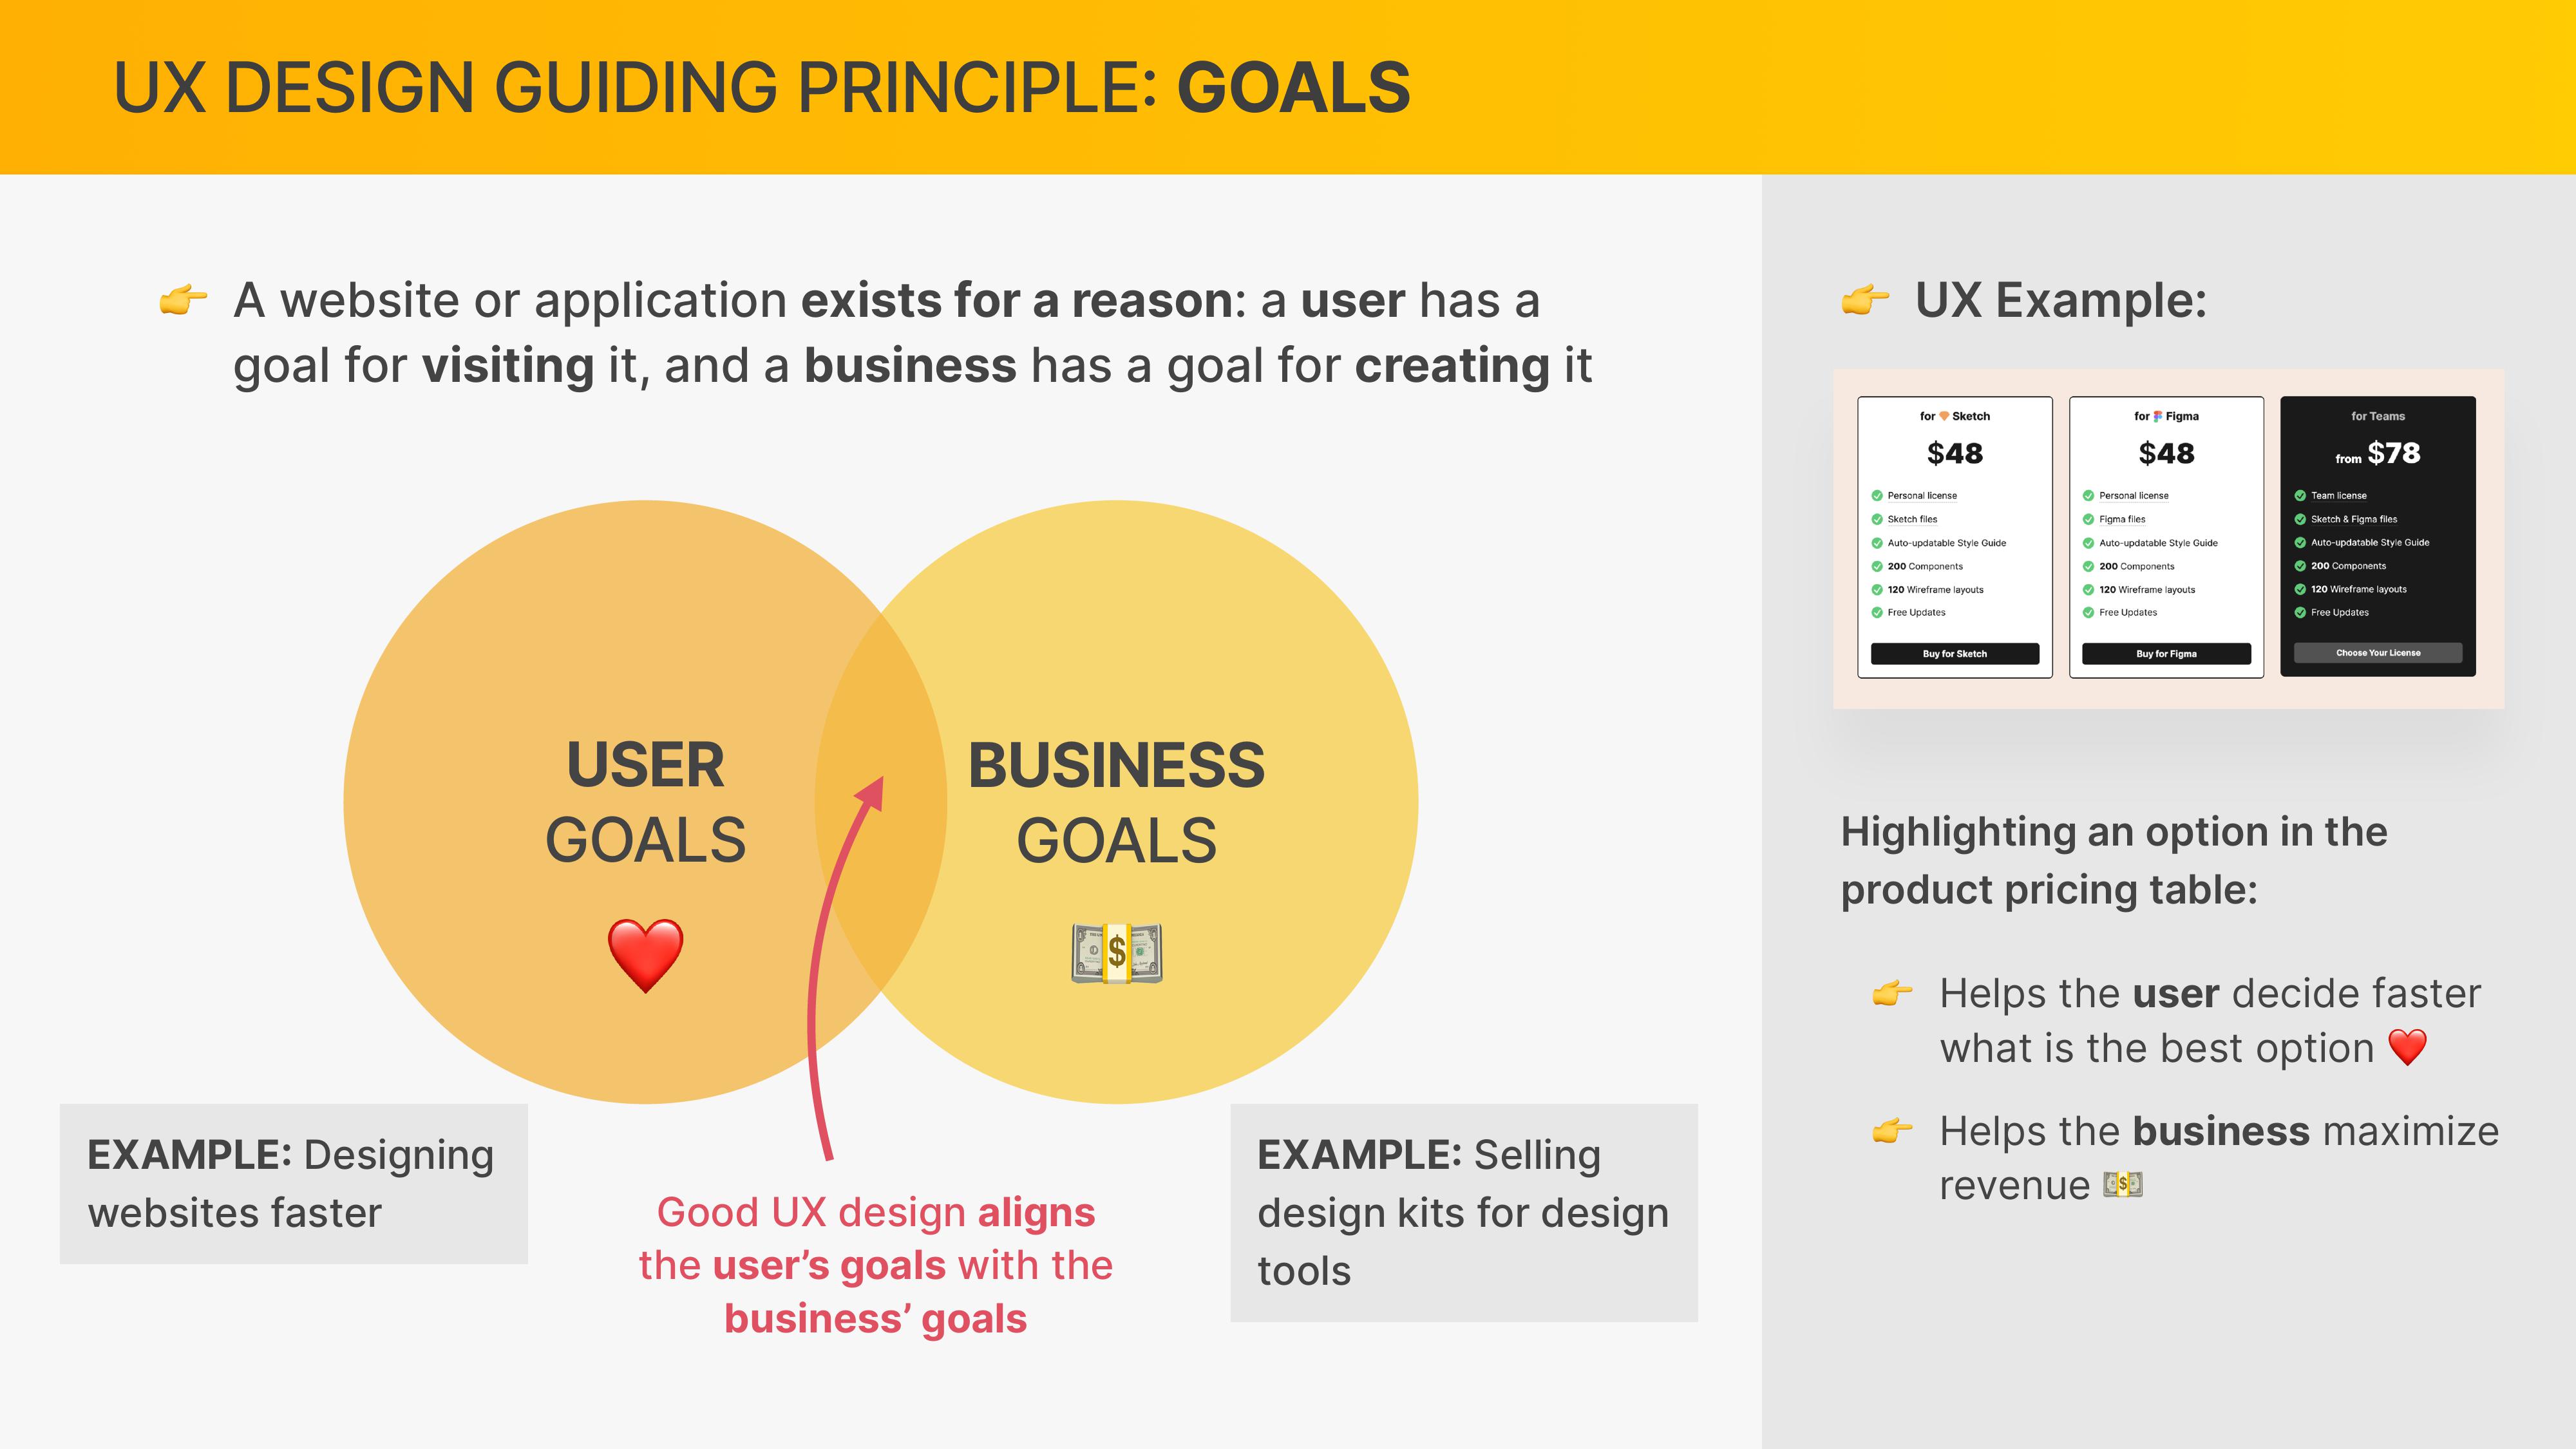 UX DESIGN GUIDING PRINCIPLE: GOALS
👉 A website or application exists for a reason: a user has a
goal for visiting it, and a business has a goal for creating it
USER
GOALS
BUSINESS
GOALS
EXAMPLE: Designing
websites faster
Good UX design aligns
the user’s goals with the
business’ goals
EXAMPLE: Selling
design kits for design
tools
👉 UX Example:
for Sketch
$48
Personal license
Sketch files
Auto-updatable Style Guide
200 Components
120 Wireframe layouts
Free Updates
Buy for Sketch
for Figma
$48
Personal license
Figma files
Auto-updatable Style Guide
200 Components
120 Wireframe layouts
Free Updates
Buy for Figma
for Teams
from $78
Team license
Sketch & Figma files
Auto-updatable Style Guide
200 Components
120 Wireframe layouts
Free Updates
Choose Your License
Highlighting an option in the
product pricing table:
👉 Helps the user decide faster
what is the best option ❤️
👉 Helps the business maximize
revenue 💵